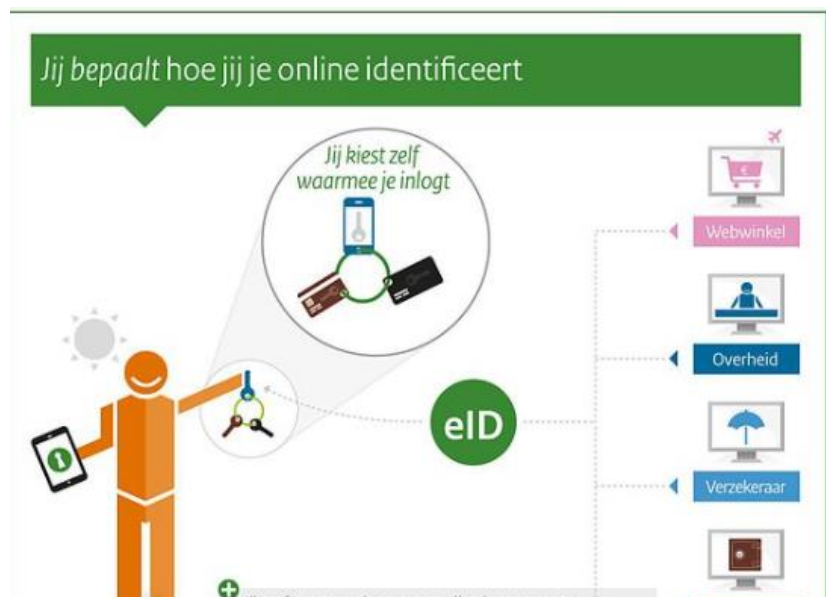 Jij bepaalt hoe jij je online identificeert
Jij kiest zelf
waarmee je inlogt
€
Webwinkel
Overheid
eID
Verzekeraar